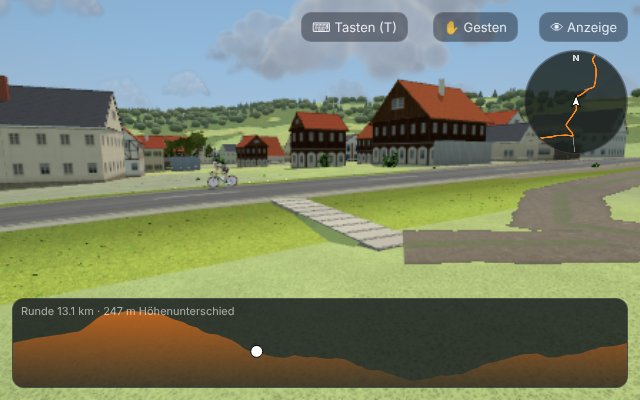 ⌨ Tasten (T)
✋ Gesten
👁 Anzeige
N
Runde 13.1 km · 247 m Höhenunterschied